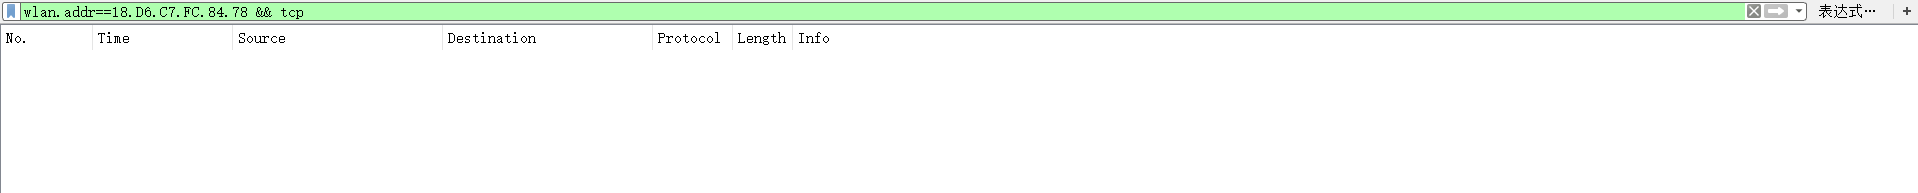 wlan.addr==18.D6.C7.FC.84.78 && tcp 表达式… +
No. Time Source Destination Protocol Length Info